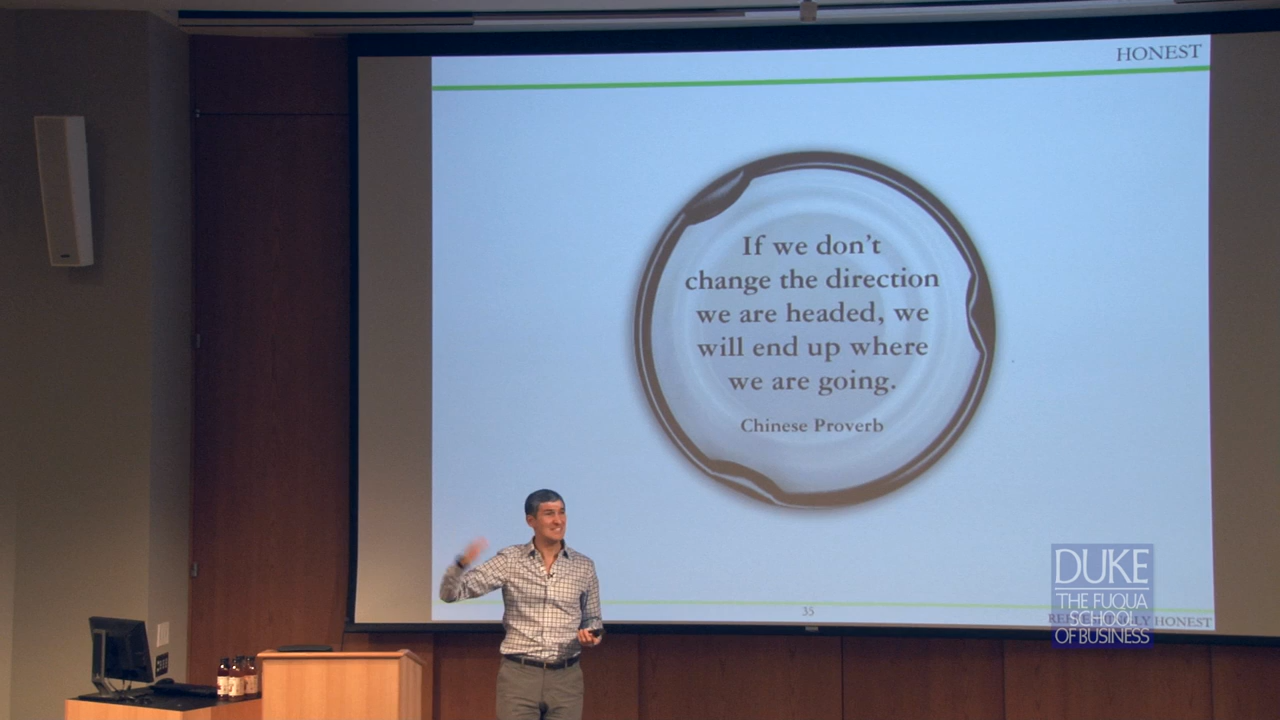 HONEST
If we don't
change the direction
we are headed, we
will end up where
we are going.
Chinese Proverb
35
HONEST
DUKE
THE FUQUA
SCHOOL
OF BUSINESS